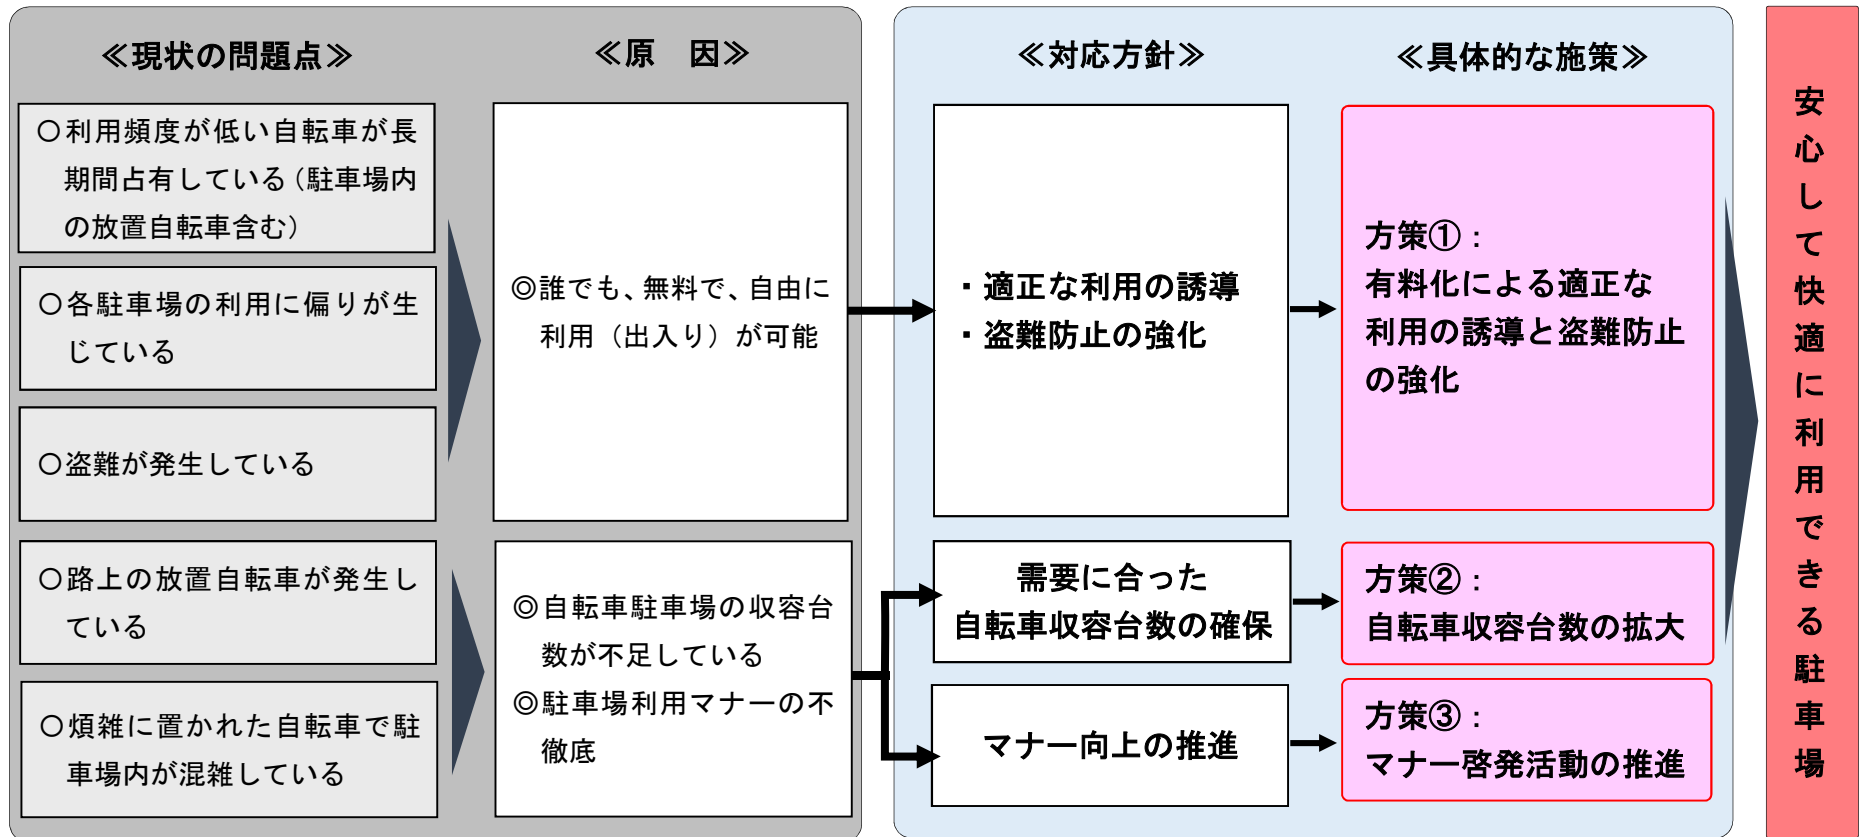 ≪現状の問題点≫
○利用頻度が低い自転車が長
期間占有している(駐車場内
の放置自転車含む)
○各駐車場の利用に偏りが生
じている
○盗難が発生している
○路上の放置自転車が発生し
ている
○煩雑に置かれた自転車で駐
車場内が混雑している
≪原　因≫
◎誰でも、無料で、自由に
利用（出入り）が可能
◎自転車駐車場の収容台
数が不足している
◎駐車場利用マナーの不
徹底
≪対応方針≫
・適正な利用の誘導
・盗難防止の強化
需要に合った
自転車収容台数の確保
マナー向上の推進
≪具体的な施策≫
方策①：
有料化による適正な
利用の誘導と盗難防止
の強化
方策②：
自転車収容台数の拡大
方策③：
マナー啓発活動の推進
安心して快適に利用できる駐車場